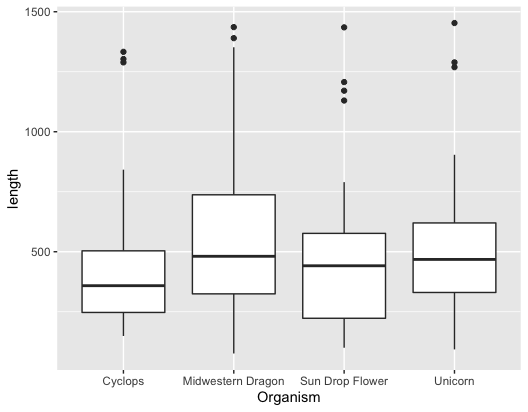 1500
1000
500
length
Cyclops
Midwestern Dragon
Sun Drop Flower
Unicorn
Organism